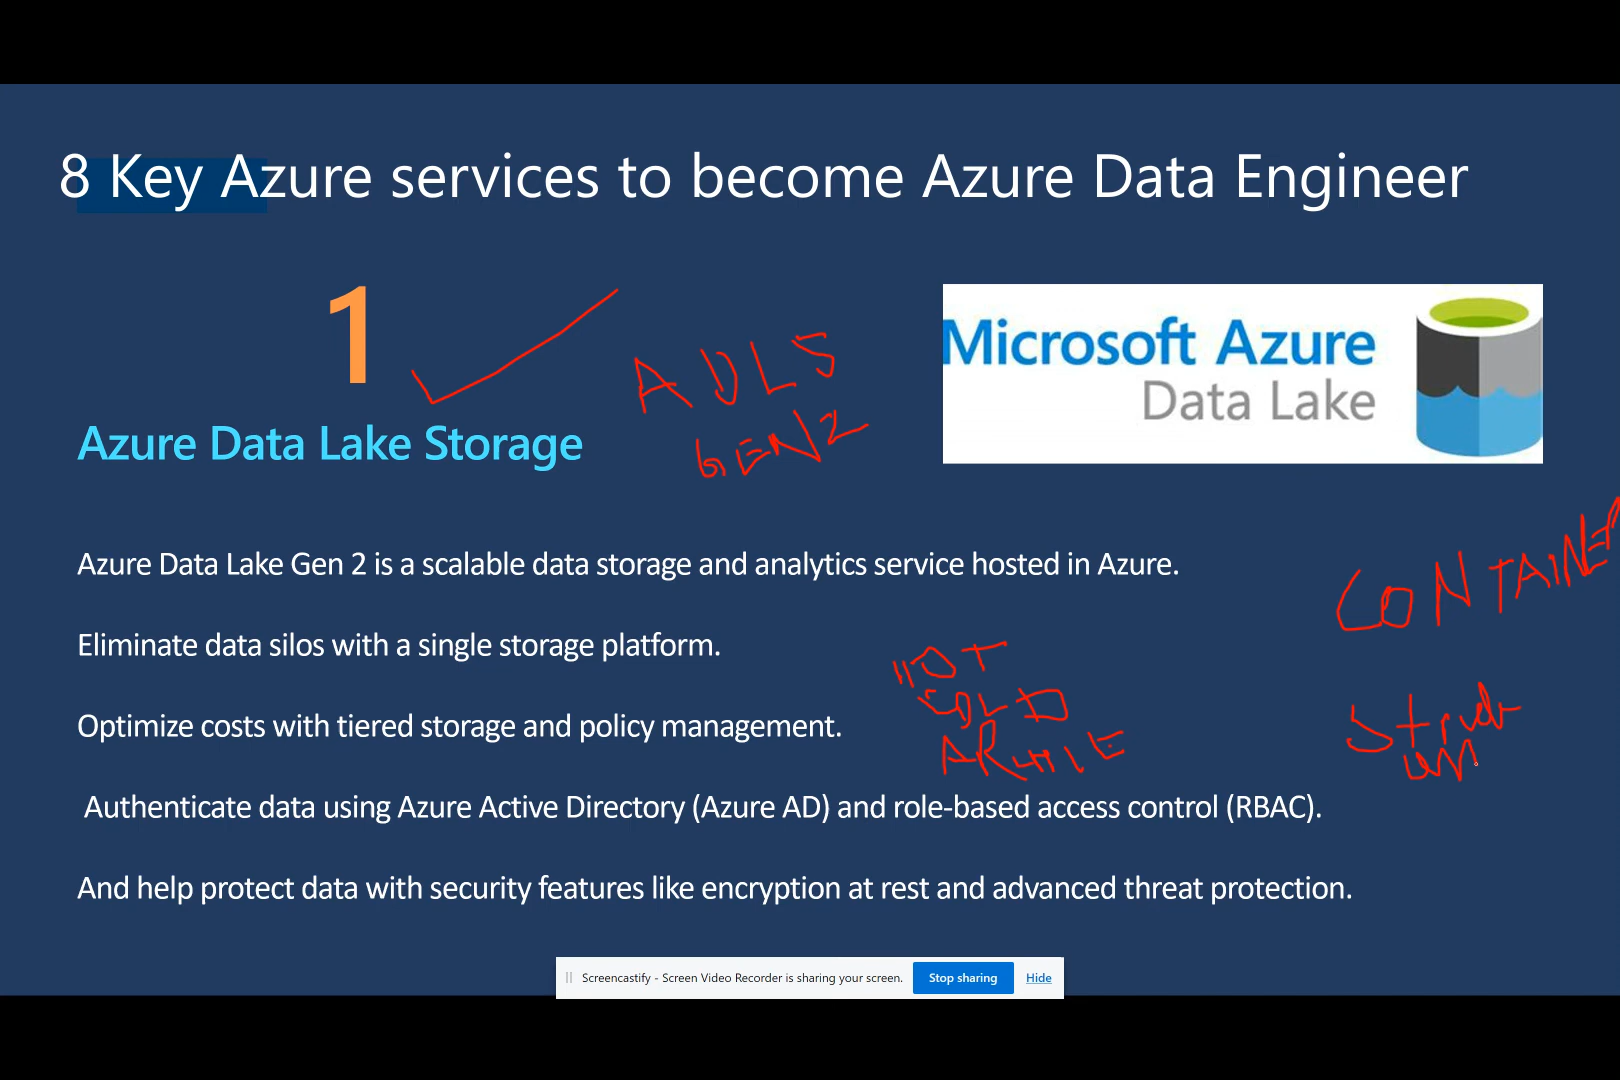 8 Key Azure services to become Azure Data Engineer
1
ADLS
GEN2
Microsoft Azure
Data Lake
Azure Data Lake Storage
CONTAINER
Azure Data Lake Gen 2 is a scalable data storage and analytics service hosted in Azure.
Eliminate data silos with a single storage platform.
HOT
COLD
Optimize costs with tiered storage and policy management.
Authenticate data using Azure Active Directory (Azure AD) and role-based access control (RBAC).
And help protect data with security features like encryption at rest and advanced threat protection.
Screencastify - Screen Video Recorder is sharing your screen.
Stop sharing
Hide